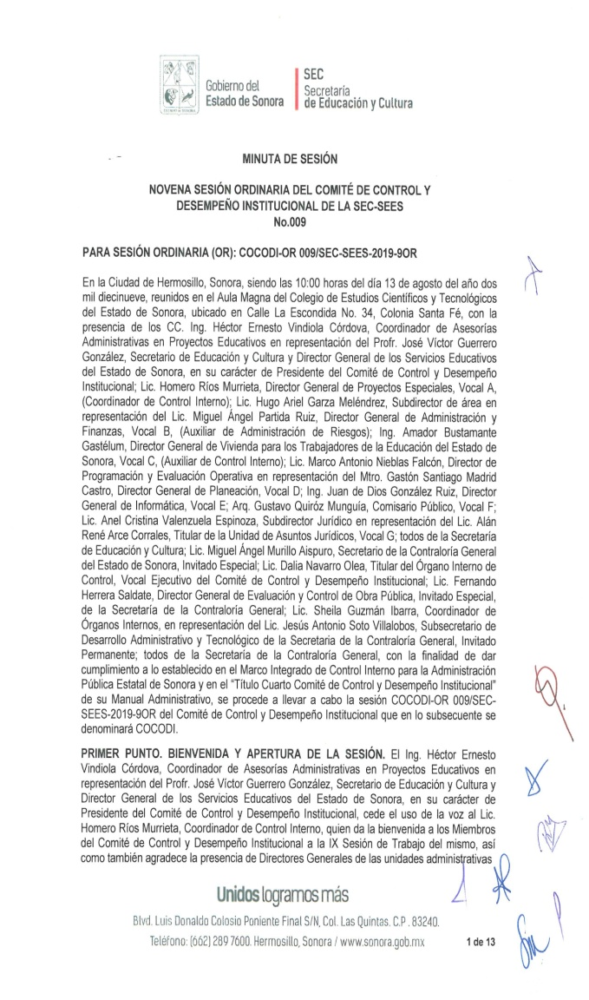 Gobierno del
Estado de Sonora
SEC
Secretaría
de Educación y Cultura
MINUTA DE SESIÓN
NOVENA SESIÓN ORDINARIA DEL COMITÉ DE CONTROL Y
DESEMPEÑO INSTITUCIONAL DE LA SEC-SEES
No.009
PARA SESIÓN ORDINARIA (OR): COCODI-OR 009/SEC-SEES-2019-9OR
En la Ciudad de Hermosillo, Sonora, siendo las 10:00 horas del día 13 de agosto del año dos
mil diecinueve, reunidos en el Aula Magna del Colegio de Estudios Científicos y Tecnológicos
del Estado de Sonora, ubicado en Calle La Escondida No. 34, Colonia Santa Fé, con la
presencia de los CC. Ing. Héctor Ernesto Vindiola Córdova, Coordinador de Asesorías
Administrativas en Proyectos Educativos en representación del Profr. José Víctor Guerrero
González, Secretario de Educación y Cultura y Director General de los Servicios Educativos
del Estado de Sonora, en su carácter de Presidente del Comité de Control y Desempeño
Institucional; Lic. Homero Ríos Murrieta, Director General de Proyectos Especiales, Vocal A,
(Coordinador de Control Interno); Lic. Hugo Ariel Garza Meléndrez, Subdirector de área en
representación del Lic. Miguel Ángel Partida Ruiz, Director General de Administración y
Finanzas, Vocal B, (Auxiliar de Administración de Riesgos); Ing. Amador Bustamante
Gastélum, Director General de Vivienda para los Trabajadores de la Educación del Estado de
Sonora, Vocal C, (Auxiliar de Control Interno); Lic. Marco Antonio Nieblas Falcón, Director de
Programación y Evaluación Operativa en representación del Mtro. Gastón Santiago Madrid
Castro, Director General de Planeación, Vocal D; Ing. Juan de Dios González Ruiz, Director
General de Informática, Vocal E; Arq. Gustavo Quiróz Munguía, Comisario Público, Vocal F;
Lic. Anel Cristina Valenzuela Espinoza, Subdirector Jurídico en representación del Lic. Alán
René Arce Corrales, Titular de la Unidad de Asuntos Jurídicos, Vocal G; todos de la Secretaría
de Educación y Cultura; Lic. Miguel Ángel Murillo Aispuro, Secretario de la Contraloría General
del Estado de Sonora, Invitado Especial; Lic. Dalia Navarro Olea, Titular del Órgano Interno de
Control, Vocal Ejecutivo del Comité de Control y Desempeño Institucional; Lic. Fernando
Herrera Saldate, Director General de Evaluación y Control de Obra Pública, Invitado Especial,
de la Secretaría de la Contraloría General; Lic. Sheila Guzmán Ibarra, Coordinador de
Órganos Internos, en representación del Lic. Jesús Antonio Soto Villalobos, Subsecretario de
Desarrollo Administrativo y Tecnológico de la Secretaria de la Contraloría General, Invitado
Permanente; todos de la Secretaría de la Contraloría General, con la finalidad de dar
cumplimiento a lo establecido en el Marco Integrado de Control Interno para la Administración
Pública Estatal de Sonora y en el “Título Cuarto Comité de Control y Desempeño Institucional”
de su Manual Administrativo, se procede a llevar a cabo la sesión COCODI-OR 009/SEC-
SEES-2019-9OR del Comité de Control y Desempeño Institucional que en lo subsecuente se
denominará COCODI.
PRIMER PUNTO. BIENVENIDA Y APERTURA DE LA SESIÓN. El Ing. Héctor Ernesto
Vindiola Córdova, Coordinador de Asesorías Administrativas en Proyectos Educativos en
representación del Profr. José Víctor Guerrero González, Secretario de Educación y Cultura y
Director General de los Servicios Educativos del Estado de Sonora, en su carácter de
Presidente del Comité de Control y Desempeño Institucional, cede el uso de la voz al Lic.
Homero Ríos Murrieta, Coordinador de Control Interno, quien da la bienvenida a los Miembros
del Comité de Control y Desempeño Institucional a la IX Sesión de Trabajo del mismo, así
como también agradece la presencia de Directores Generales de las unidades administrativas
Unidos logramos más
Blvd. Luis Donaldo Colosio Poniente Final S/N, Col. Las Quintas. C.P. 83240.
Teléfono: (662) 289 7600. Hermosillo, Sonora / www.sonora.gob.mx
1 de 13